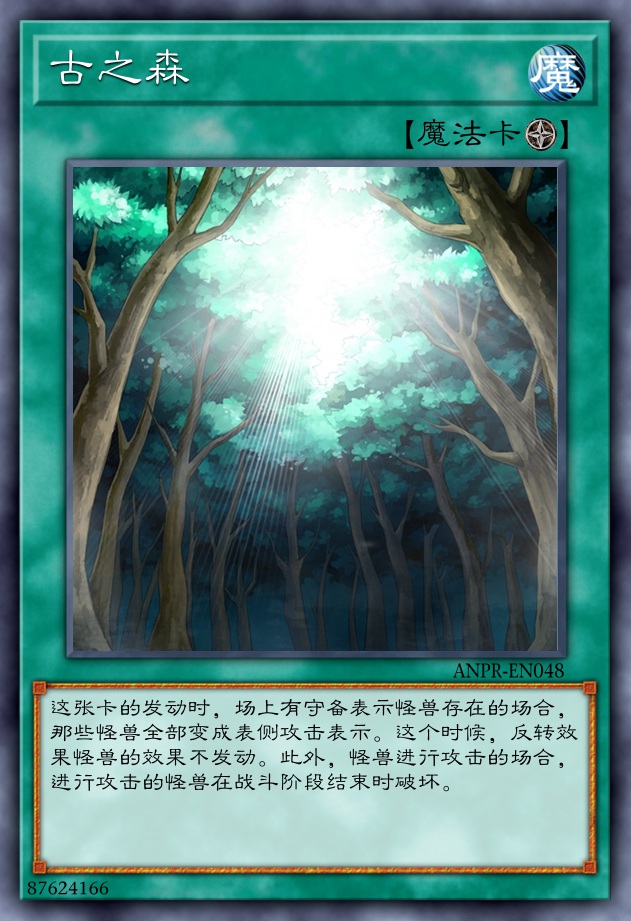 古之森
魔
【魔法卡】
ANPR-EN048
这张卡的发动时，场上有守备表示怪兽存在的场合，
那些怪兽全部变成表侧攻击表示。这个时候，反转效
果怪兽的效果不发动。此外，怪兽进行攻击的场合，
进行攻击的怪兽在战斗阶段结束时破坏。
87624166